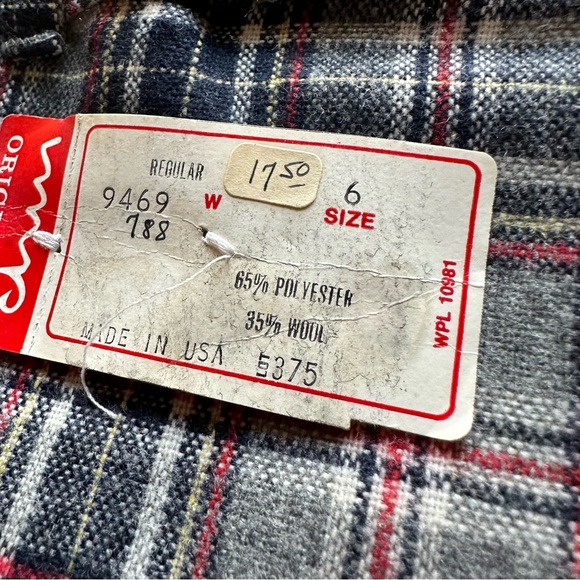 ORIG
REGULAR
17 50
9469 W 6
788 SIZE
65% POLYESTER
35% WOOL
MADE IN USA 5375
WPL 10981